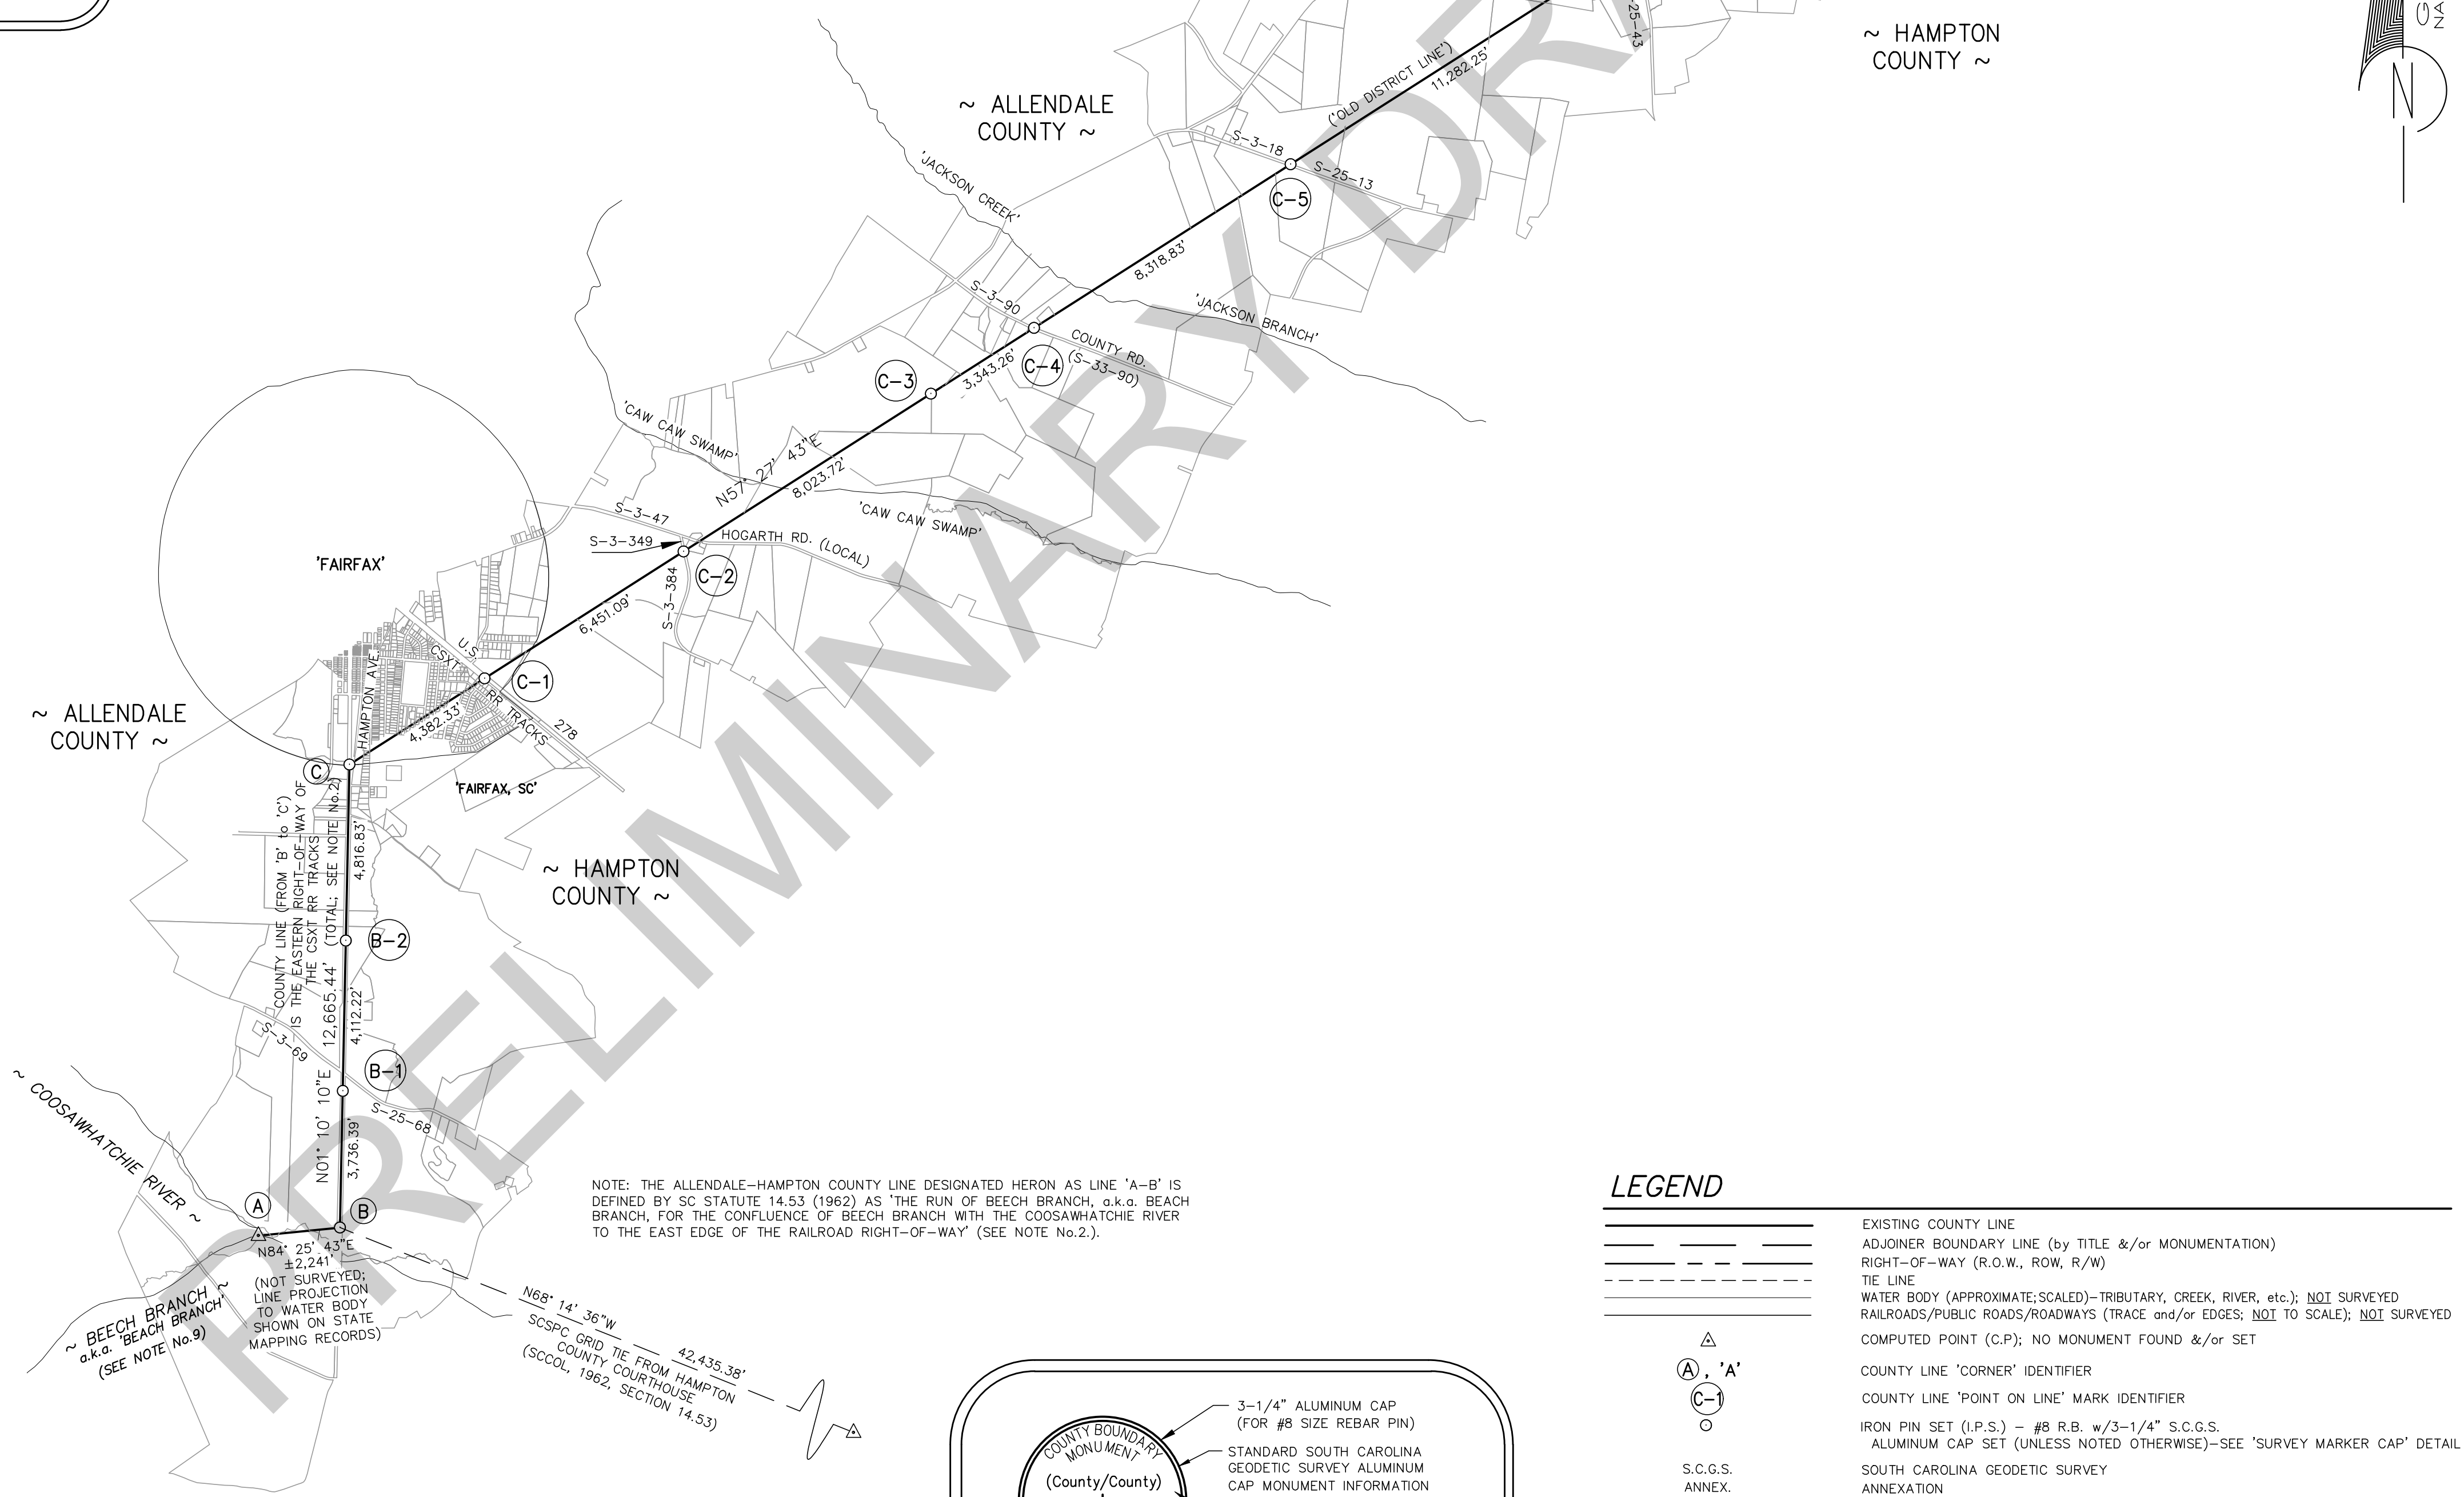 ~ HAMPTON
COUNTY ~
N
S-25-43
('OLD DISTRICT LINE')
11,282.25'
~ ALLENDALE
COUNTY ~
S-3-18
S-25-13
C-5
'JACKSON CREEK'
8,318.83'
S-3-90
'JACKSON BRANCH'
COUNTY RD.
(S-33-90)
C-4
3,343.26'
C-3
'CAW CAW SWAMP'
N57° 27' 43"E
8,023.72'
'CAW CAW SWAMP'
S-3-47
S-3-349
HOGARTH RD. (LOCAL)
C-2
S-3-384
6,451.09'
'FAIRFAX'
U.S.
278
CSXT
RR TRACKS
C-1
HAMPTON AVE.
4,382.33'
~ ALLENDALE
COUNTY ~
C
'FAIRFAX, SC'
~ HAMPTON
COUNTY ~
COUNTY LINE (FROM 'B' to 'C')
IS THE EASTERN RIGHT-OF-WAY OF
THE CSXT RR TRACKS
N01° 10' 10"E 12,665.44' (TOTAL; SEE NOTE No.2)
4,816.83'
B-2
4,112.22'
S-3-69
B-1
S-25-68
3,736.39'
~ COOSAWHATCHIE RIVER ~
A
B
N84° 25' 43"E
±2,241'
(NOT SURVEYED;
LINE PROJECTION
TO WATER BODY
SHOWN ON STATE
MAPPING RECORDS)
~ BEECH BRANCH ~
a.k.a. 'BEACH BRANCH'
(SEE NOTE No.9)
N68° 14' 36"W
42,435.38'
SCSPC GRID TIE FROM HAMPTON
COUNTY COURTHOUSE
(SCCOL, 1962, SECTION 14.53)
NOTE: THE ALLENDALE-HAMPTON COUNTY LINE DESIGNATED HERON AS LINE 'A-B' IS
DEFINED BY SC STATUTE 14.53 (1962) AS 'THE RUN OF BEECH BRANCH, a.k.a. BEACH
BRANCH, FOR THE CONFLUENCE OF BEECH BRANCH WITH THE COOSAWHATCHIE RIVER
TO THE EAST EDGE OF THE RAILROAD RIGHT-OF-WAY' (SEE NOTE No.2.).
PRELIMINARY
COUNTY BOUNDARY
MONUMENT
(County/County)
3-1/4" ALUMINUM CAP
(FOR #8 SIZE REBAR PIN)
STANDARD SOUTH CAROLINA
GEODETIC SURVEY ALUMINUM
CAP MONUMENT INFORMATION
LEGEND
EXISTING COUNTY LINE
ADJOINER BOUNDARY LINE (by TITLE &/or MONUMENTATION)
RIGHT-OF-WAY (R.O.W., ROW, R/W)
TIE LINE
WATER BODY (APPROXIMATE;SCALED)-TRIBUTARY, CREEK, RIVER, etc.); NOT SURVEYED
RAILROADS/PUBLIC ROADS/ROADWAYS (TRACE and/or EDGES; NOT TO SCALE); NOT SURVEYED
COMPUTED POINT (C.P); NO MONUMENT FOUND &/or SET
A , 'A' COUNTY LINE 'CORNER' IDENTIFIER
C-1 COUNTY LINE 'POINT ON LINE' MARK IDENTIFIER
IRON PIN SET (I.P.S.) - #8 R.B. w/3-1/4" S.C.G.S.
ALUMINUM CAP SET (UNLESS NOTED OTHERWISE)-SEE 'SURVEY MARKER CAP' DETAIL
S.C.G.S. SOUTH CAROLINA GEODETIC SURVEY
ANNEX. ANNEXATION